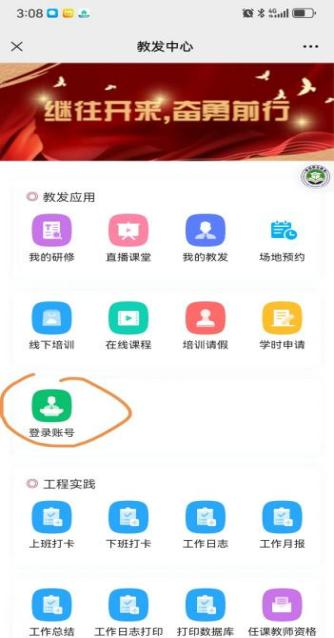 3:08
教发中心
继往开来,奋勇前行
教发应用
我的研修 直播课堂 我的教发 场地预约
线下培训 在线课程 培训请假 学时申请
登录账号
工程实践
上班打卡 下班打卡 工作日志 工作月报
工作总结 工作日志打印 打印数据库 任课教师资格